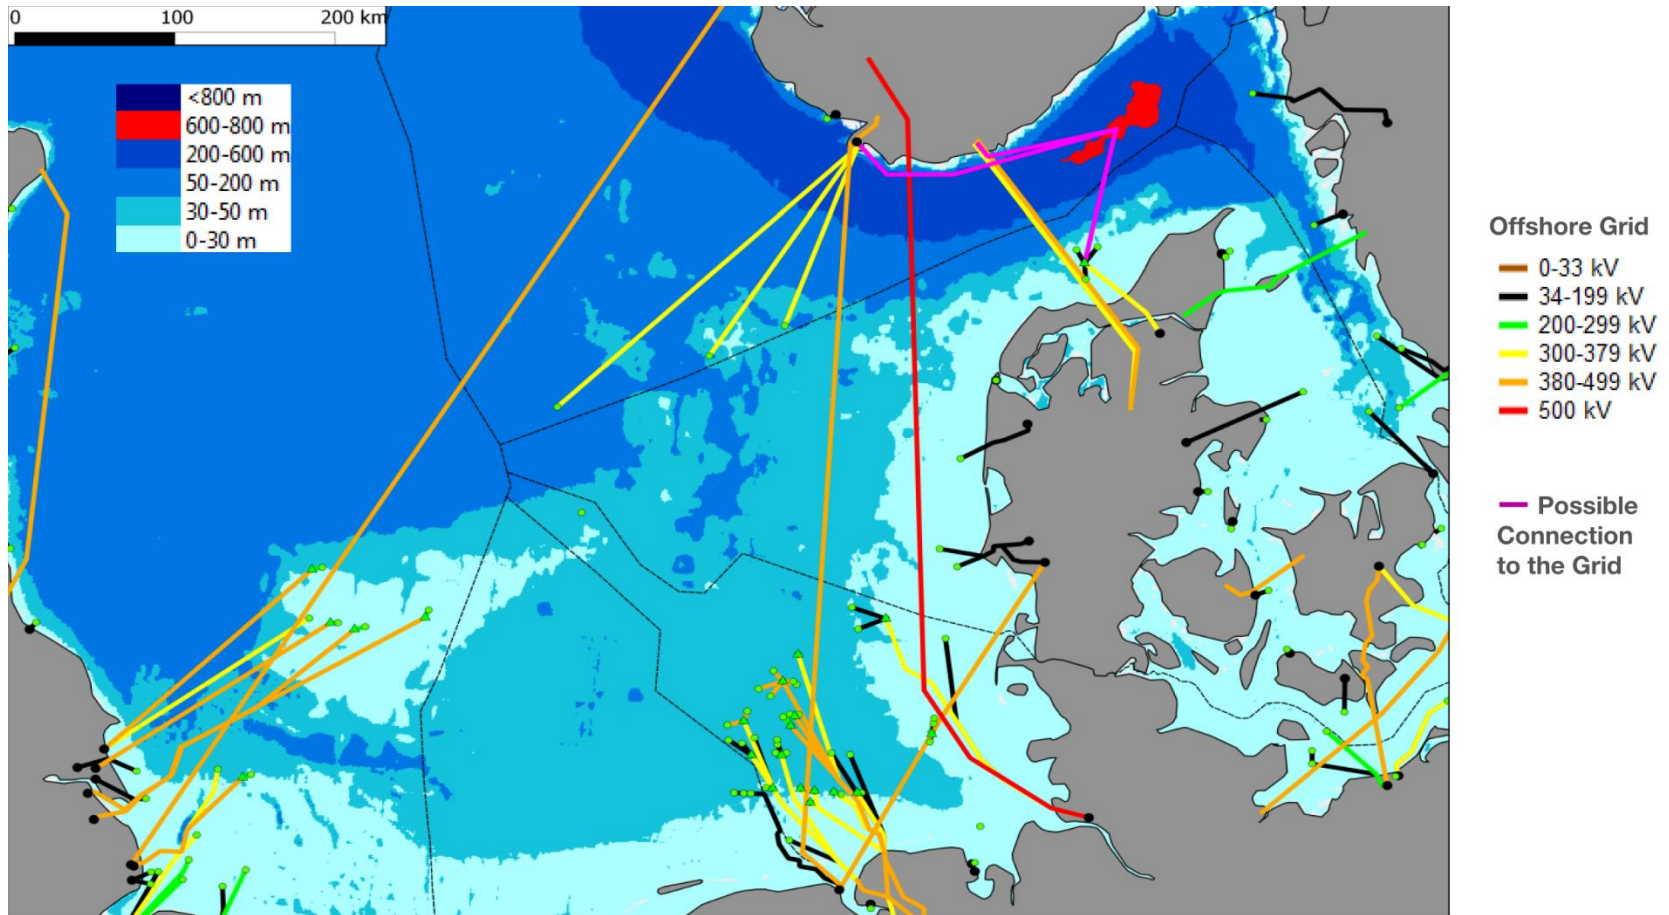 0 100 200 km
<800 m
600-800 m
200-600 m
50-200 m
30-50 m
0-30 m
Offshore Grid
0-33 kV
34-199 kV
200-299 kV
300-379 kV
380-499 kV
500 kV
Possible
Connection
to the Grid